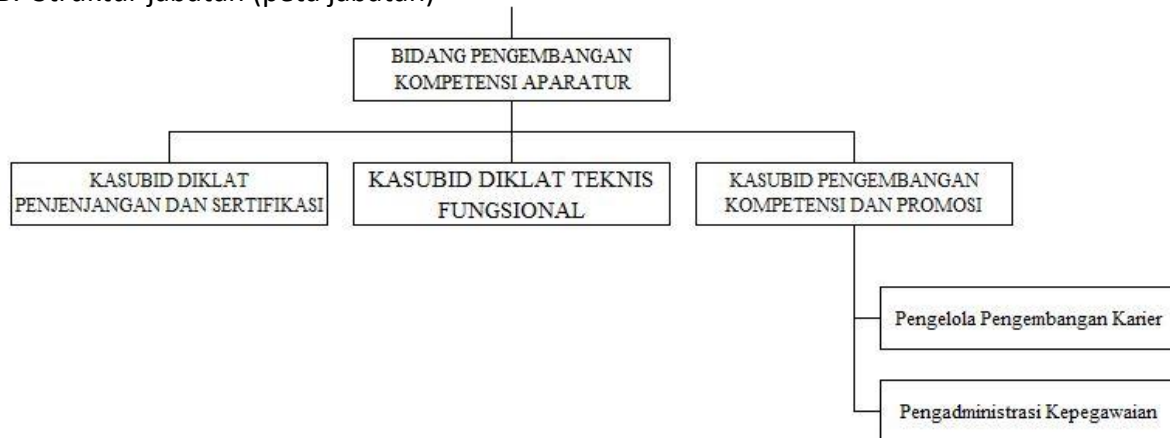 D. Struktur jabatan (peta jabatan)
BIDANG PENGEMBANGAN
KOMPETENSI APARATUR
KASUBID DIKLAT
PENJENJANGAN DAN SERTIFIKASI
KASUBID DIKLAT TEKNIS
FUNGSIONAL
KASUBID PENGEMBANGAN
KOMPETENSI DAN PROMOSI
Pengelola Pengembangan Karier
Pengadministrasi Kepegawaian